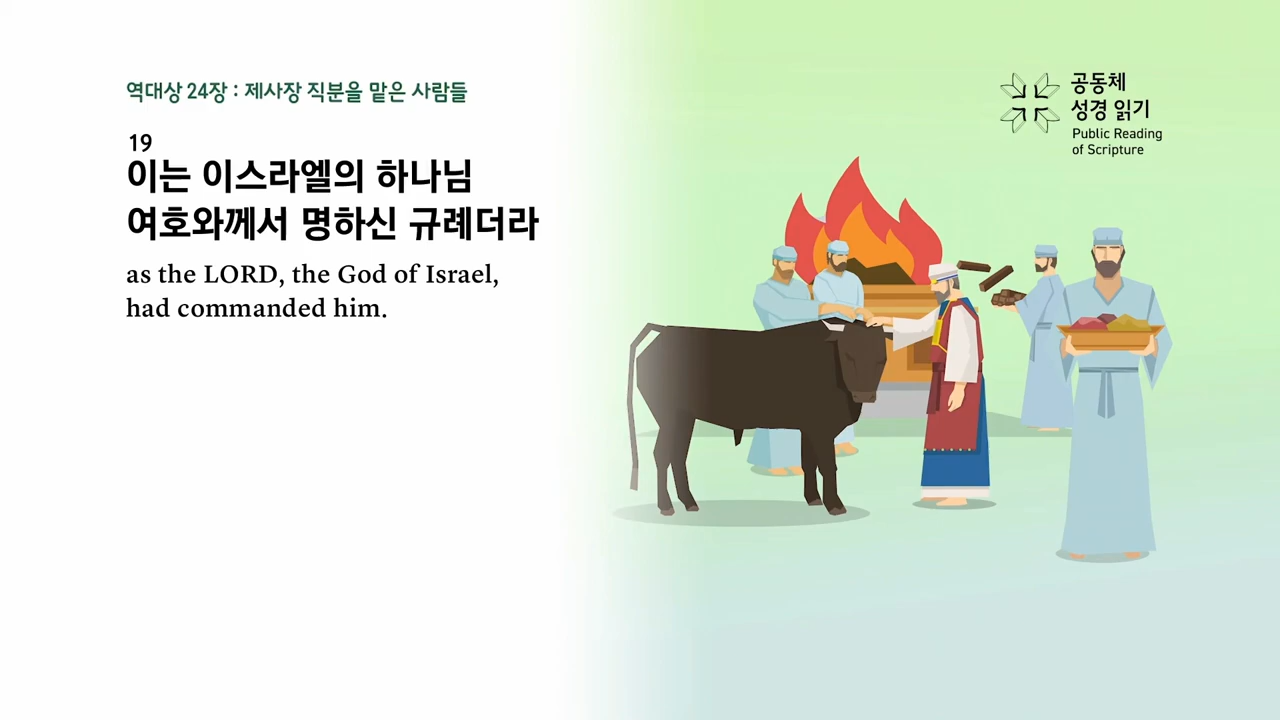 역대상 24장 : 제사장 직분을 맡은 사람들
19
이는 이스라엘의 하나님
여호와께서 명하신 규례더라
as the LORD, the God of Israel,
had commanded him.
공동체
성경 읽기
Public Reading
of Scripture